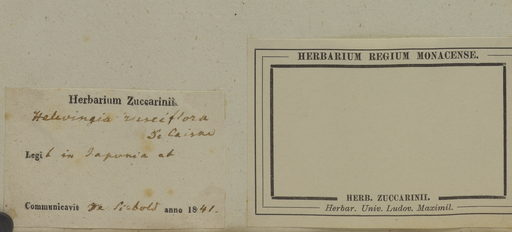 Herbarium Zuccarinii.
Helwingia rusciflora
De Caisne
Legit in Japonia
Communicavit de Siebold anno 1841.
HERBARIUM REGIUM MONACENSE.
HERB. ZUCCARINII.
Herbar. Univ. Ludov. Maximil.